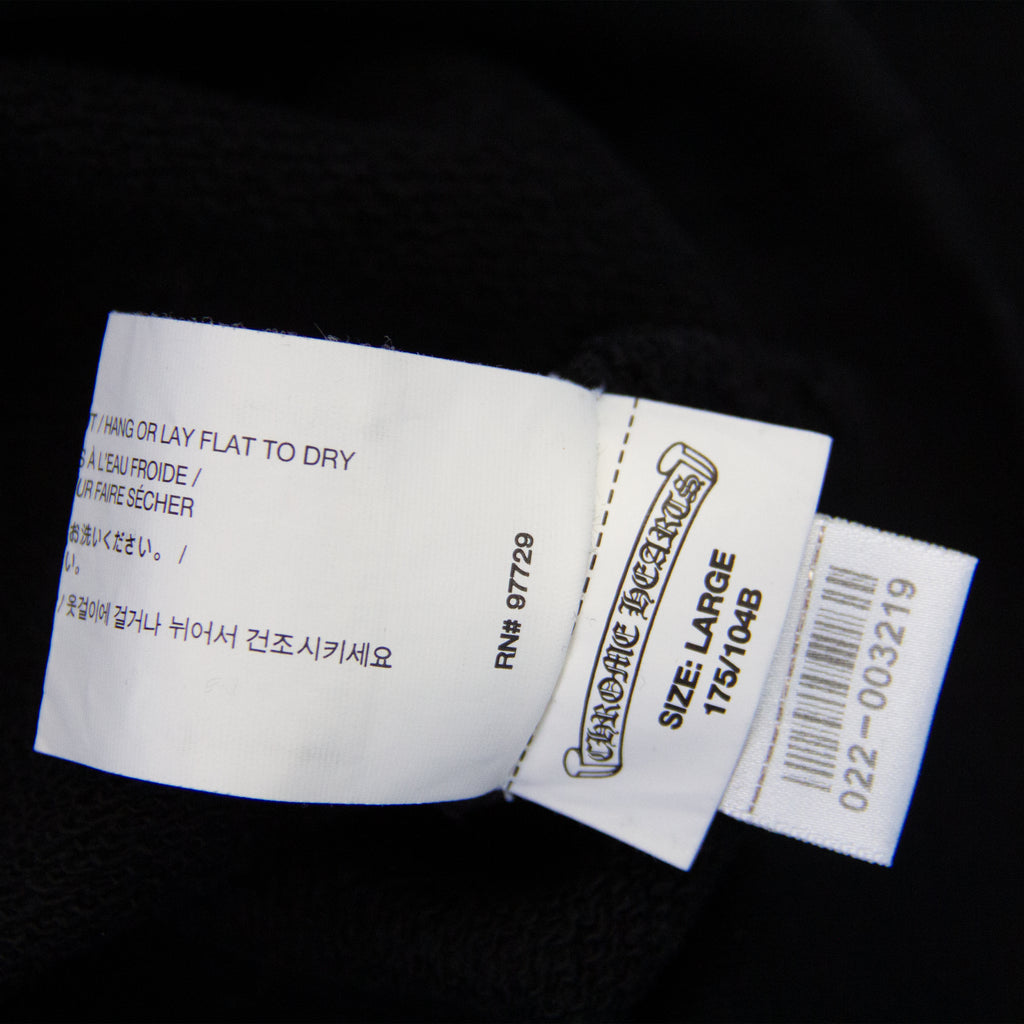 T / HANG OR LAY FLAT TO DRY
S À L'EAU FROIDE /
UR FAIRE SÉCHER
お洗いください。 /
い。
/ 옷걸이에 걸거나 뉘어서 건조시키세요
RN# 97729
CHROME HEARTS
SIZE: LARGE
175/104B
022-003219